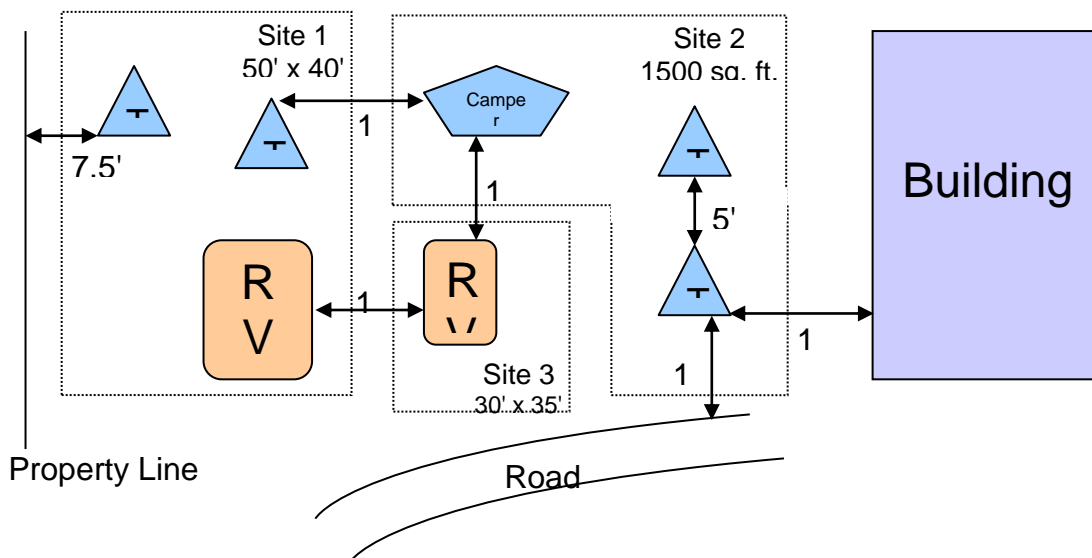 Site 1
50' x 40'
Site 2
1500 sq. ft.
Campe
r
1
7.5'
1
5'
Building
R
V
1
R
V
1
1
Site 3
30' x 35'
Property Line
Road